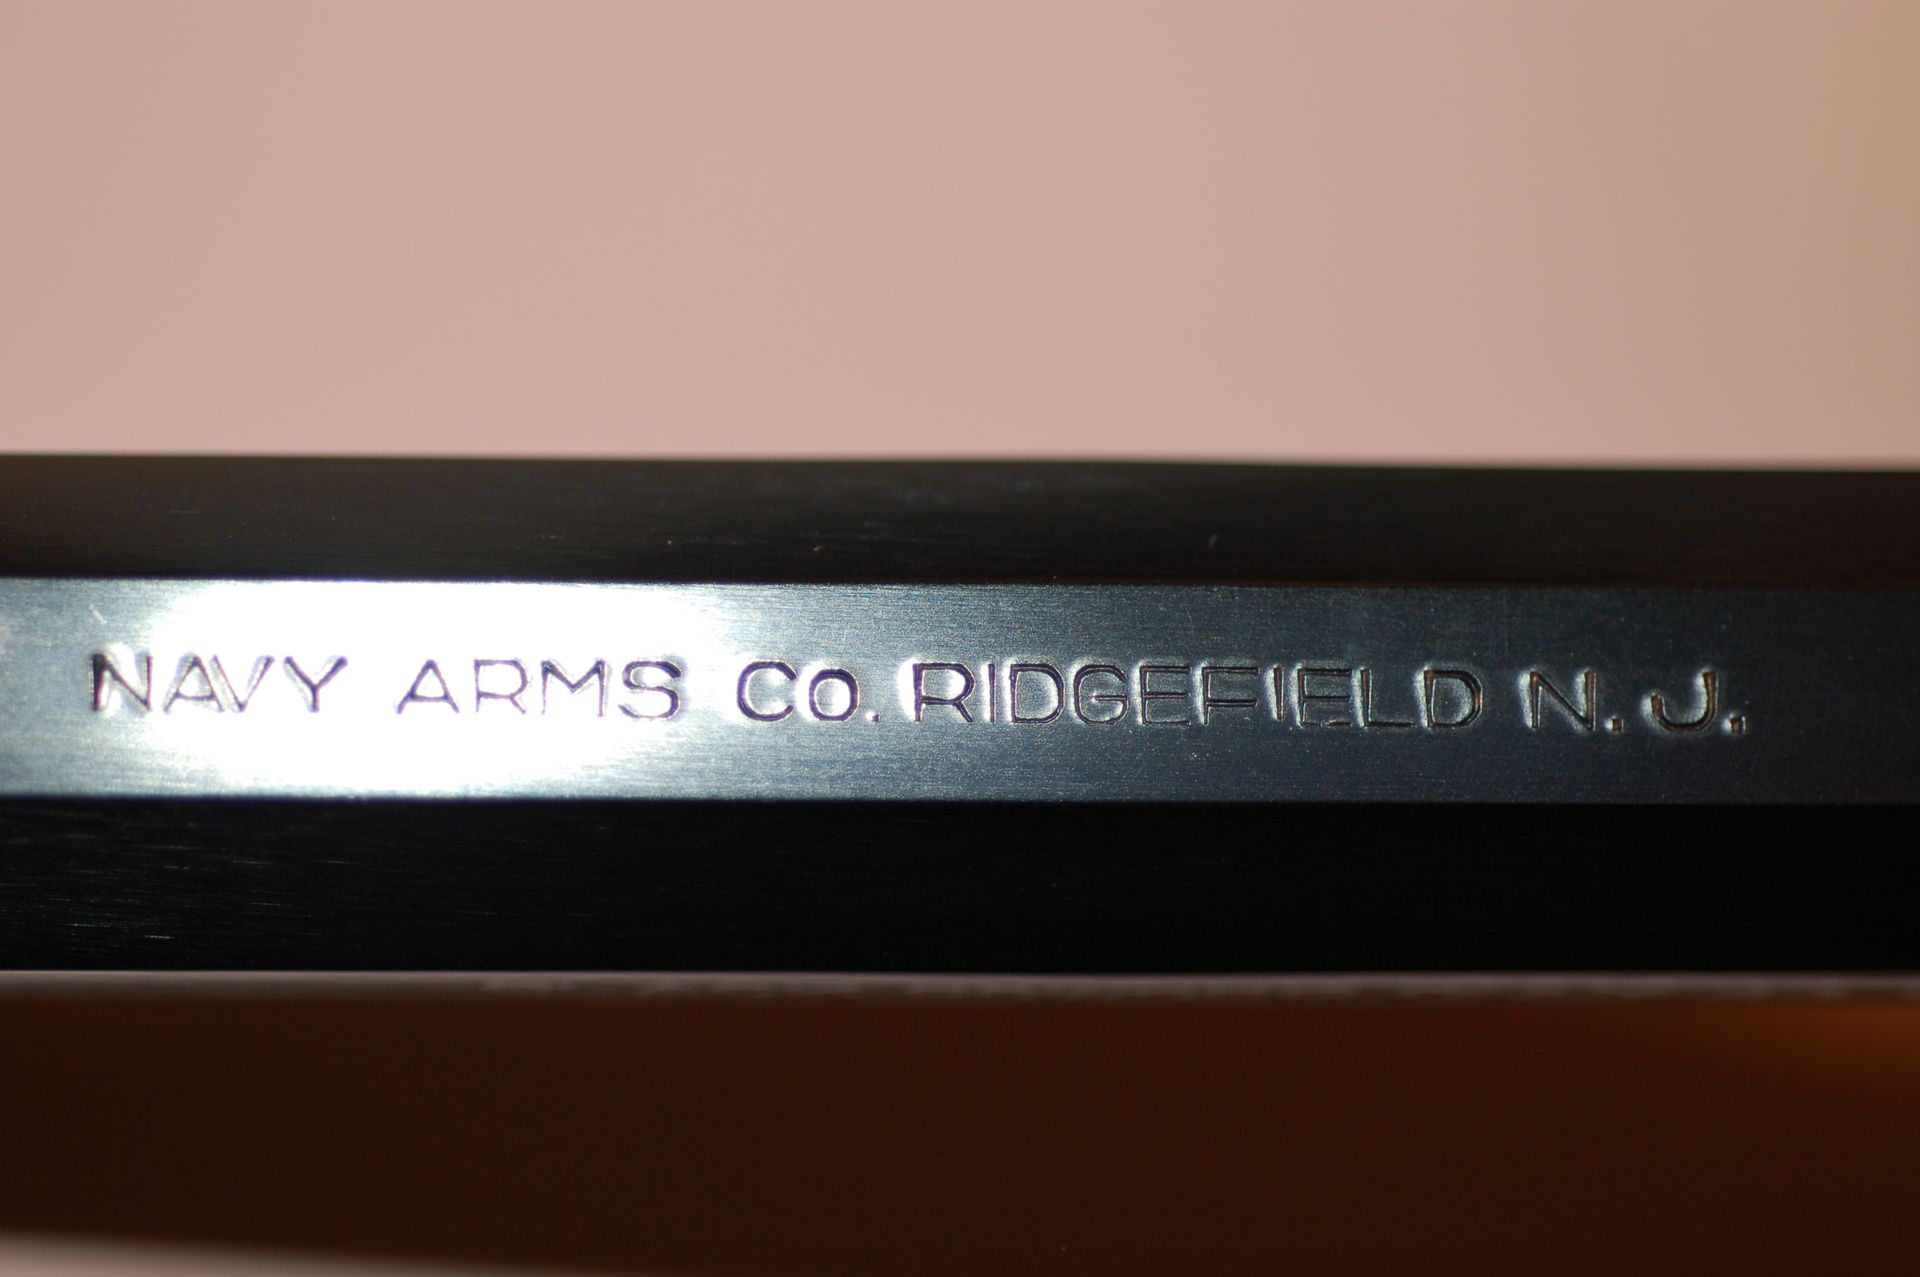 NAVY ARMS Co. RIDGEFIELD N.J.